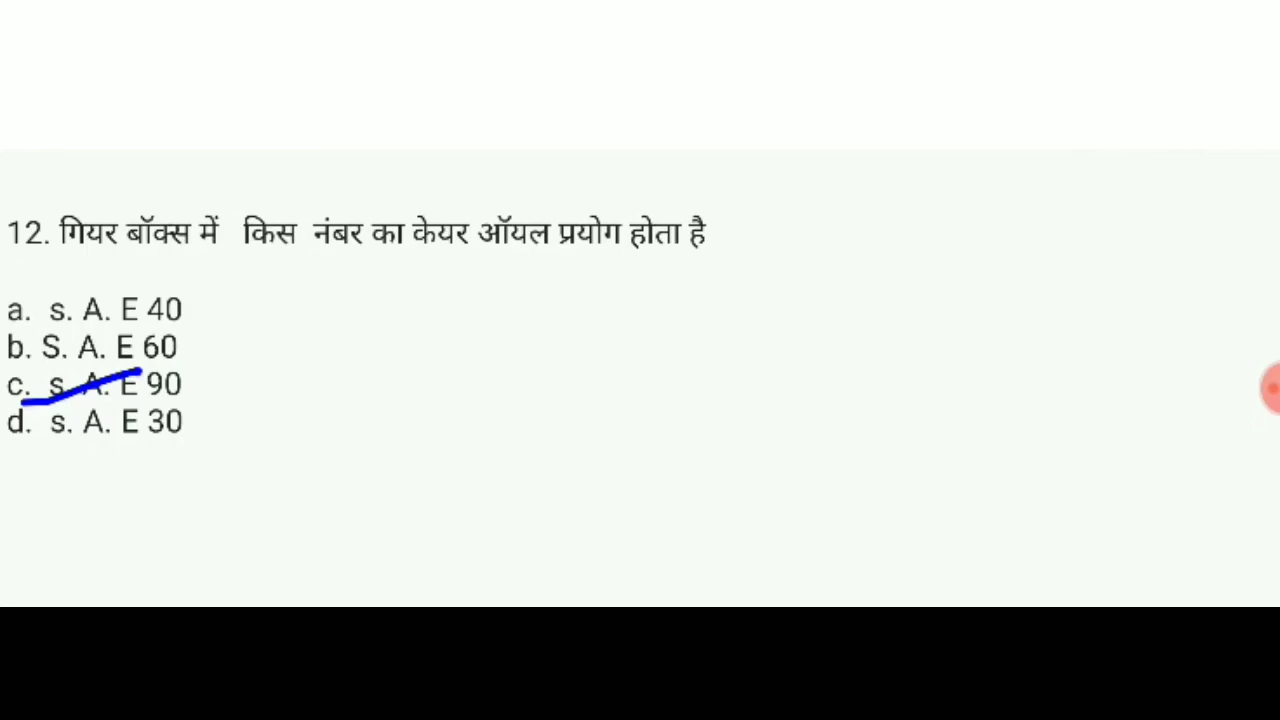 12. गियर बॉक्स में किस नंबर का केयर ऑयल प्रयोग होता है
a. s. A. E 40
b. S. A. E 60
c. s. A. E 90
d. s. A. E 30